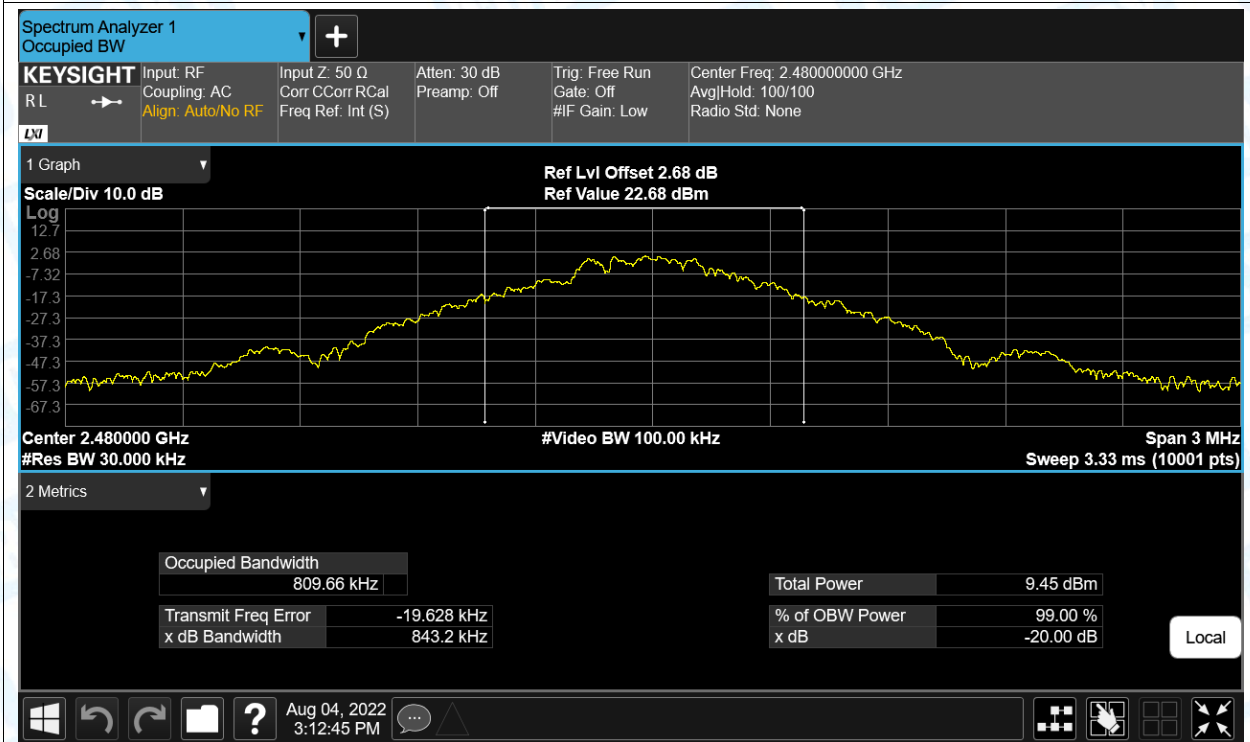 Spectrum Analyzer 1
Occupied BW
KEYSIGHT
R L
LXI
Input: RF
Coupling: AC
Align: Auto/No RF
Input Z: 50 Ω
Corr CCorr RCal
Freq Ref: Int (S)
Atten: 30 dB
Preamp: Off
Trig: Free Run
Gate: Off
#IF Gain: Low
Center Freq: 2.480000000 GHz
Avg|Hold: 100/100
Radio Std: None
1 Graph
Scale/Div 10.0 dB
Ref Lvl Offset 2.68 dB
Ref Value 22.68 dBm
Log
12.7
2.68
-7.32
-17.3
-27.3
-37.3
-47.3
-57.3
-67.3
Center 2.480000 GHz
#Video BW 100.00 kHz
Span 3 MHz
#Res BW 30.000 kHz
Sweep 3.33 ms (10001 pts)
2 Metrics
Occupied Bandwidth
809.66 kHz
Total Power 9.45 dBm
Transmit Freq Error -19.628 kHz
% of OBW Power 99.00 %
x dB Bandwidth 843.2 kHz
x dB -20.00 dB
Local
?
Aug 04, 2022
3:12:45 PM